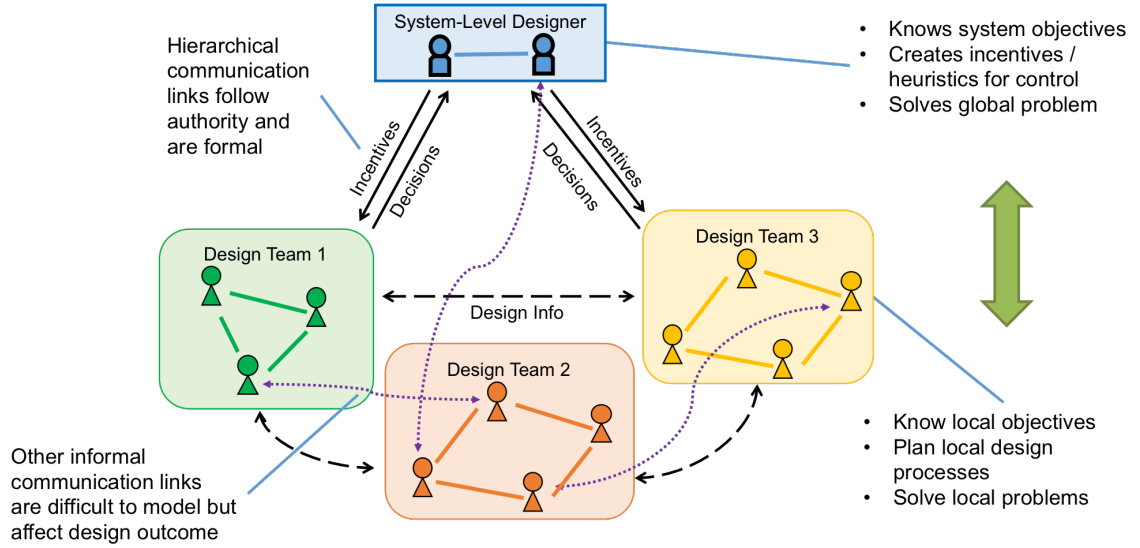 System-Level Designer
Hierarchical
communication
links follow
authority and
are formal
• Knows system objectives
• Creates incentives /
heuristics for control
• Solves global problem
Incentives
Decisions
Incentives
Decisions
Design Team 1
Design Team 3
Design Info
Design Team 2
• Know local objectives
• Plan local design
processes
• Solve local problems
Other informal
communication links
are difficult to model but
affect design outcome